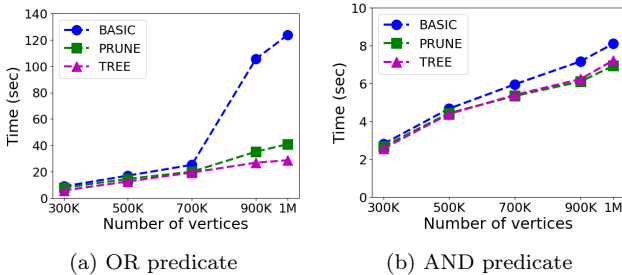 140
120
100
80
60
40
20
0
Time (sec)
BASIC
PRUNE
TREE
300K 500K 700K 900K 1M
Number of vertices
(a) OR predicate
10
8
6
4
2
0
Time (sec)
BASIC
PRUNE
TREE
300K 500K 700K 900K 1M
Number of vertices
(b) AND predicate